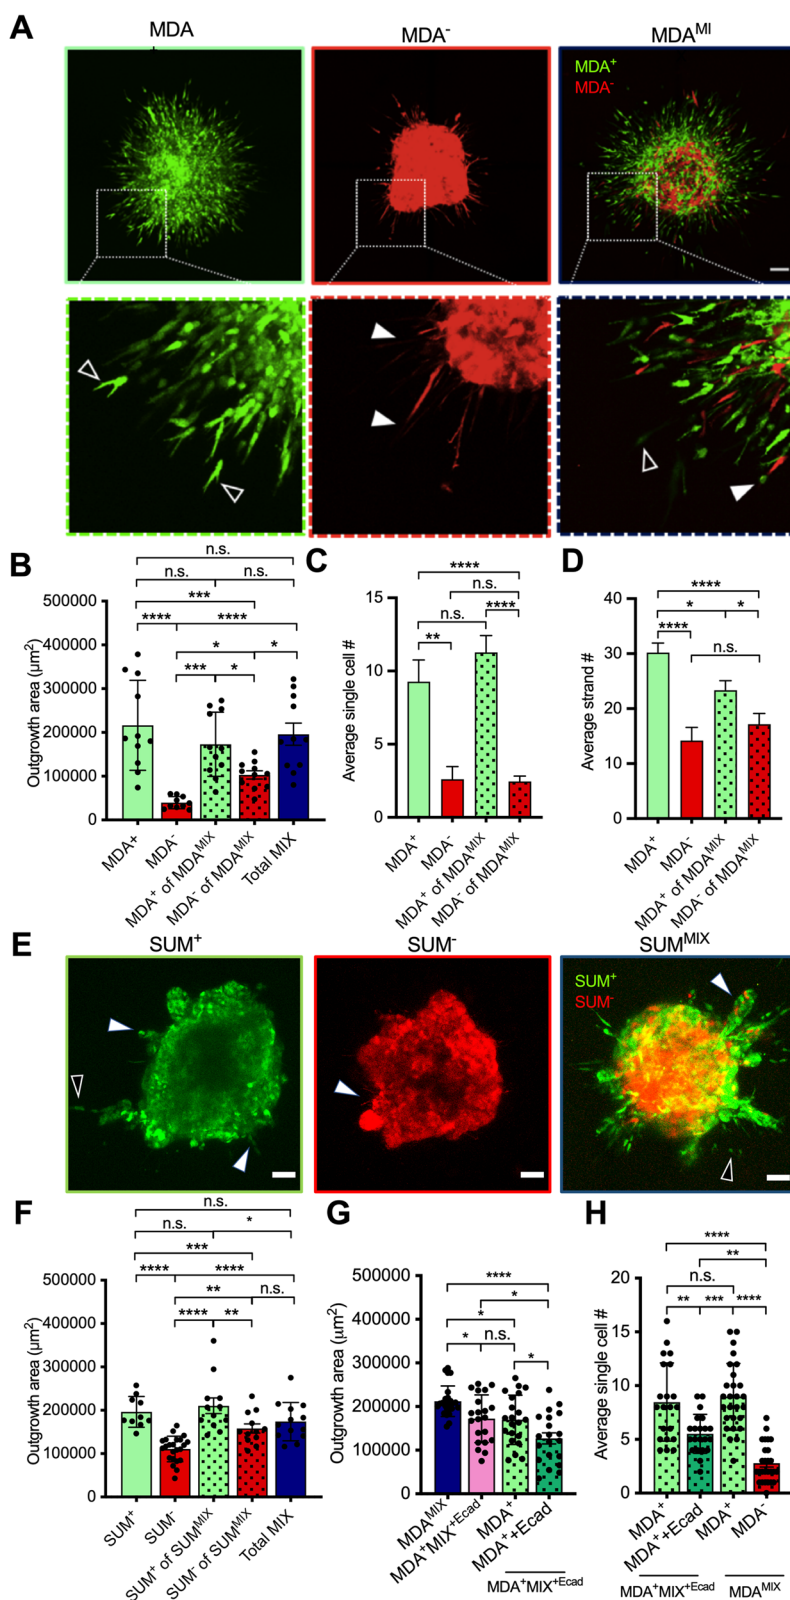 A
MDA
MDA-
MDAMI
MDA+
MDA-
B
C
D
n.s.
n.s.
n.s.
***
****
****
*
*
***
*
Outgrowth area (µm2)
500000
400000
300000
200000
100000
0
MDA+
MDA-
MDA+ of MDAMIX
MDA- of MDAMIX
Total MIX
****
n.s.
n.s.
****
**
Average single cell #
15
10
5
0
MDA+
MDA-
MDA+ of MDAMIX
MDA- of MDAMIX
****
*
*
****
n.s.
Average strand #
40
30
20
10
0
MDA+
MDA-
MDA+ of MDAMIX
MDA- of MDAMIX
E
SUM+
SUM-
SUMMIX
SUM+
SUM-
F
G
H
n.s.
n.s.
*
***
****
****
**
n.s.
****
**
Outgrowth area (µm2)
500000
400000
300000
200000
100000
0
SUM+
SUM-
SUM+ of SUMMIX
SUM- of SUMMIX
Total MIX
****
*
*
*
n.s.
*
Outgrowth area (µm2)
500000
400000
300000
200000
100000
0
MDAMIX
MDA+MIX+Ecad
MDA+
MDA++Ecad
MDA+MIX+Ecad
****
**
n.s.
**
***
****
Average single cell #
20
15
10
5
0
MDA+
MDA++Ecad
MDA+
MDA-
MDA+MIX+Ecad
MDAMIX